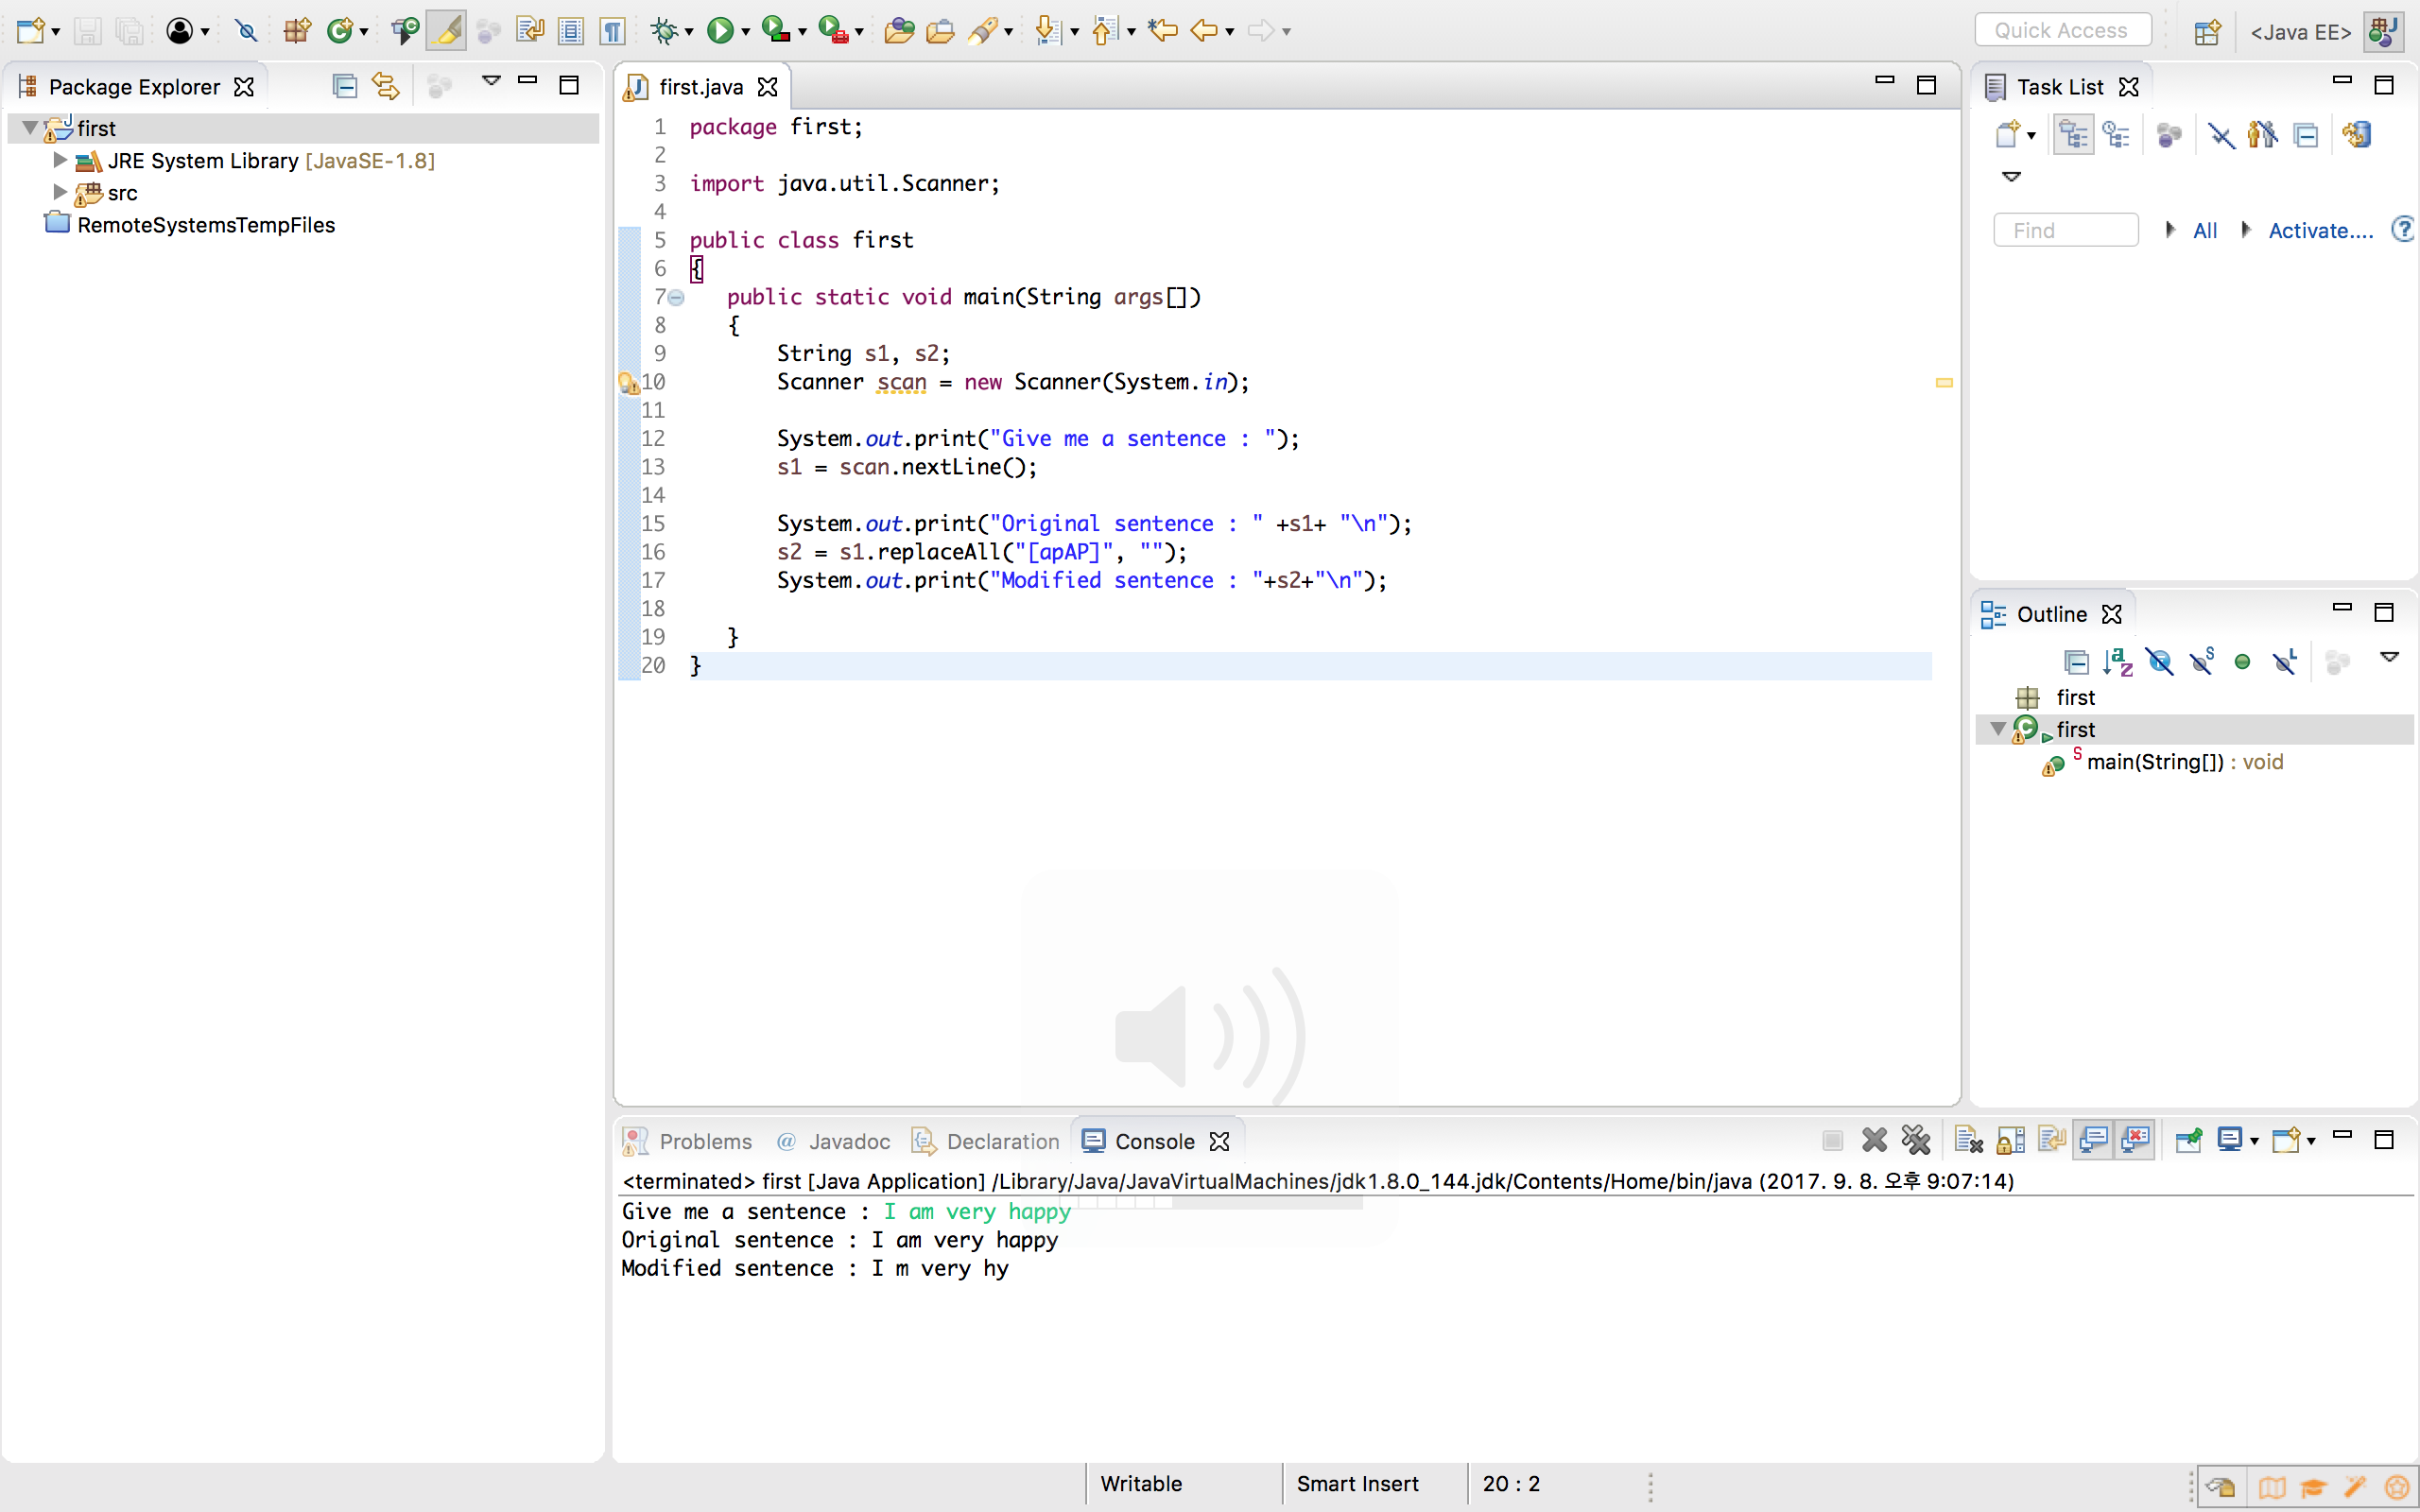 Quick Access
<Java EE>
Package Explorer
first
JRE System Library [JavaSE-1.8]
src
RemoteSystemsTempFiles
first.java
1 package first;
2
3 import java.util.Scanner;
4
5 public class first
6 {
7 public static void main(String args[])
8 {
9 String s1, s2;
10 Scanner scan = new Scanner(System.in);
11
12 System.out.print("Give me a sentence : ");
13 s1 = scan.nextLine();
14
15 System.out.print("Original sentence : " +s1+ "\n");
16 s2 = s1.replaceAll("[apAP]", "");
17 System.out.print("Modified sentence : "+s2+"\n");
18
19 }
20 }
Task List
Find
All
Activate....
Outline
first
first
main(String[]) : void
Problems
Javadoc
Declaration
Console
<terminated> first [Java Application] /Library/Java/JavaVirtualMachines/jdk1.8.0_144.jdk/Contents/Home/bin/java (2017. 9. 8. 오후 9:07:14)
Give me a sentence : I am very happy
Original sentence : I am very happy
Modified sentence : I m very hy
Writable
Smart Insert
20 : 2